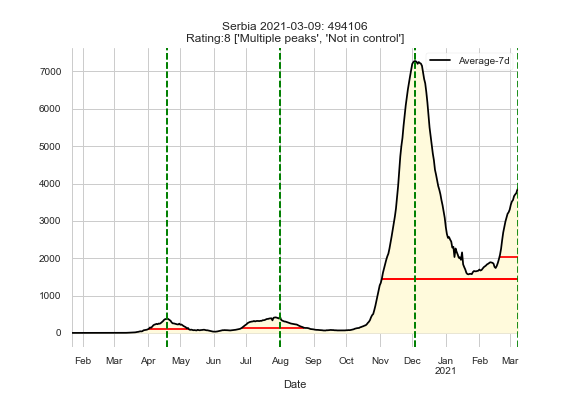 Serbia 2021-03-09: 494106
Rating:8 ['Multiple peaks', 'Not in control']
Average-7d
7000
6000
5000
4000
3000
2000
1000
0
Feb Mar Apr May Jun Jul Aug Sep Oct Nov Dec Jan Feb Mar
2021
Date